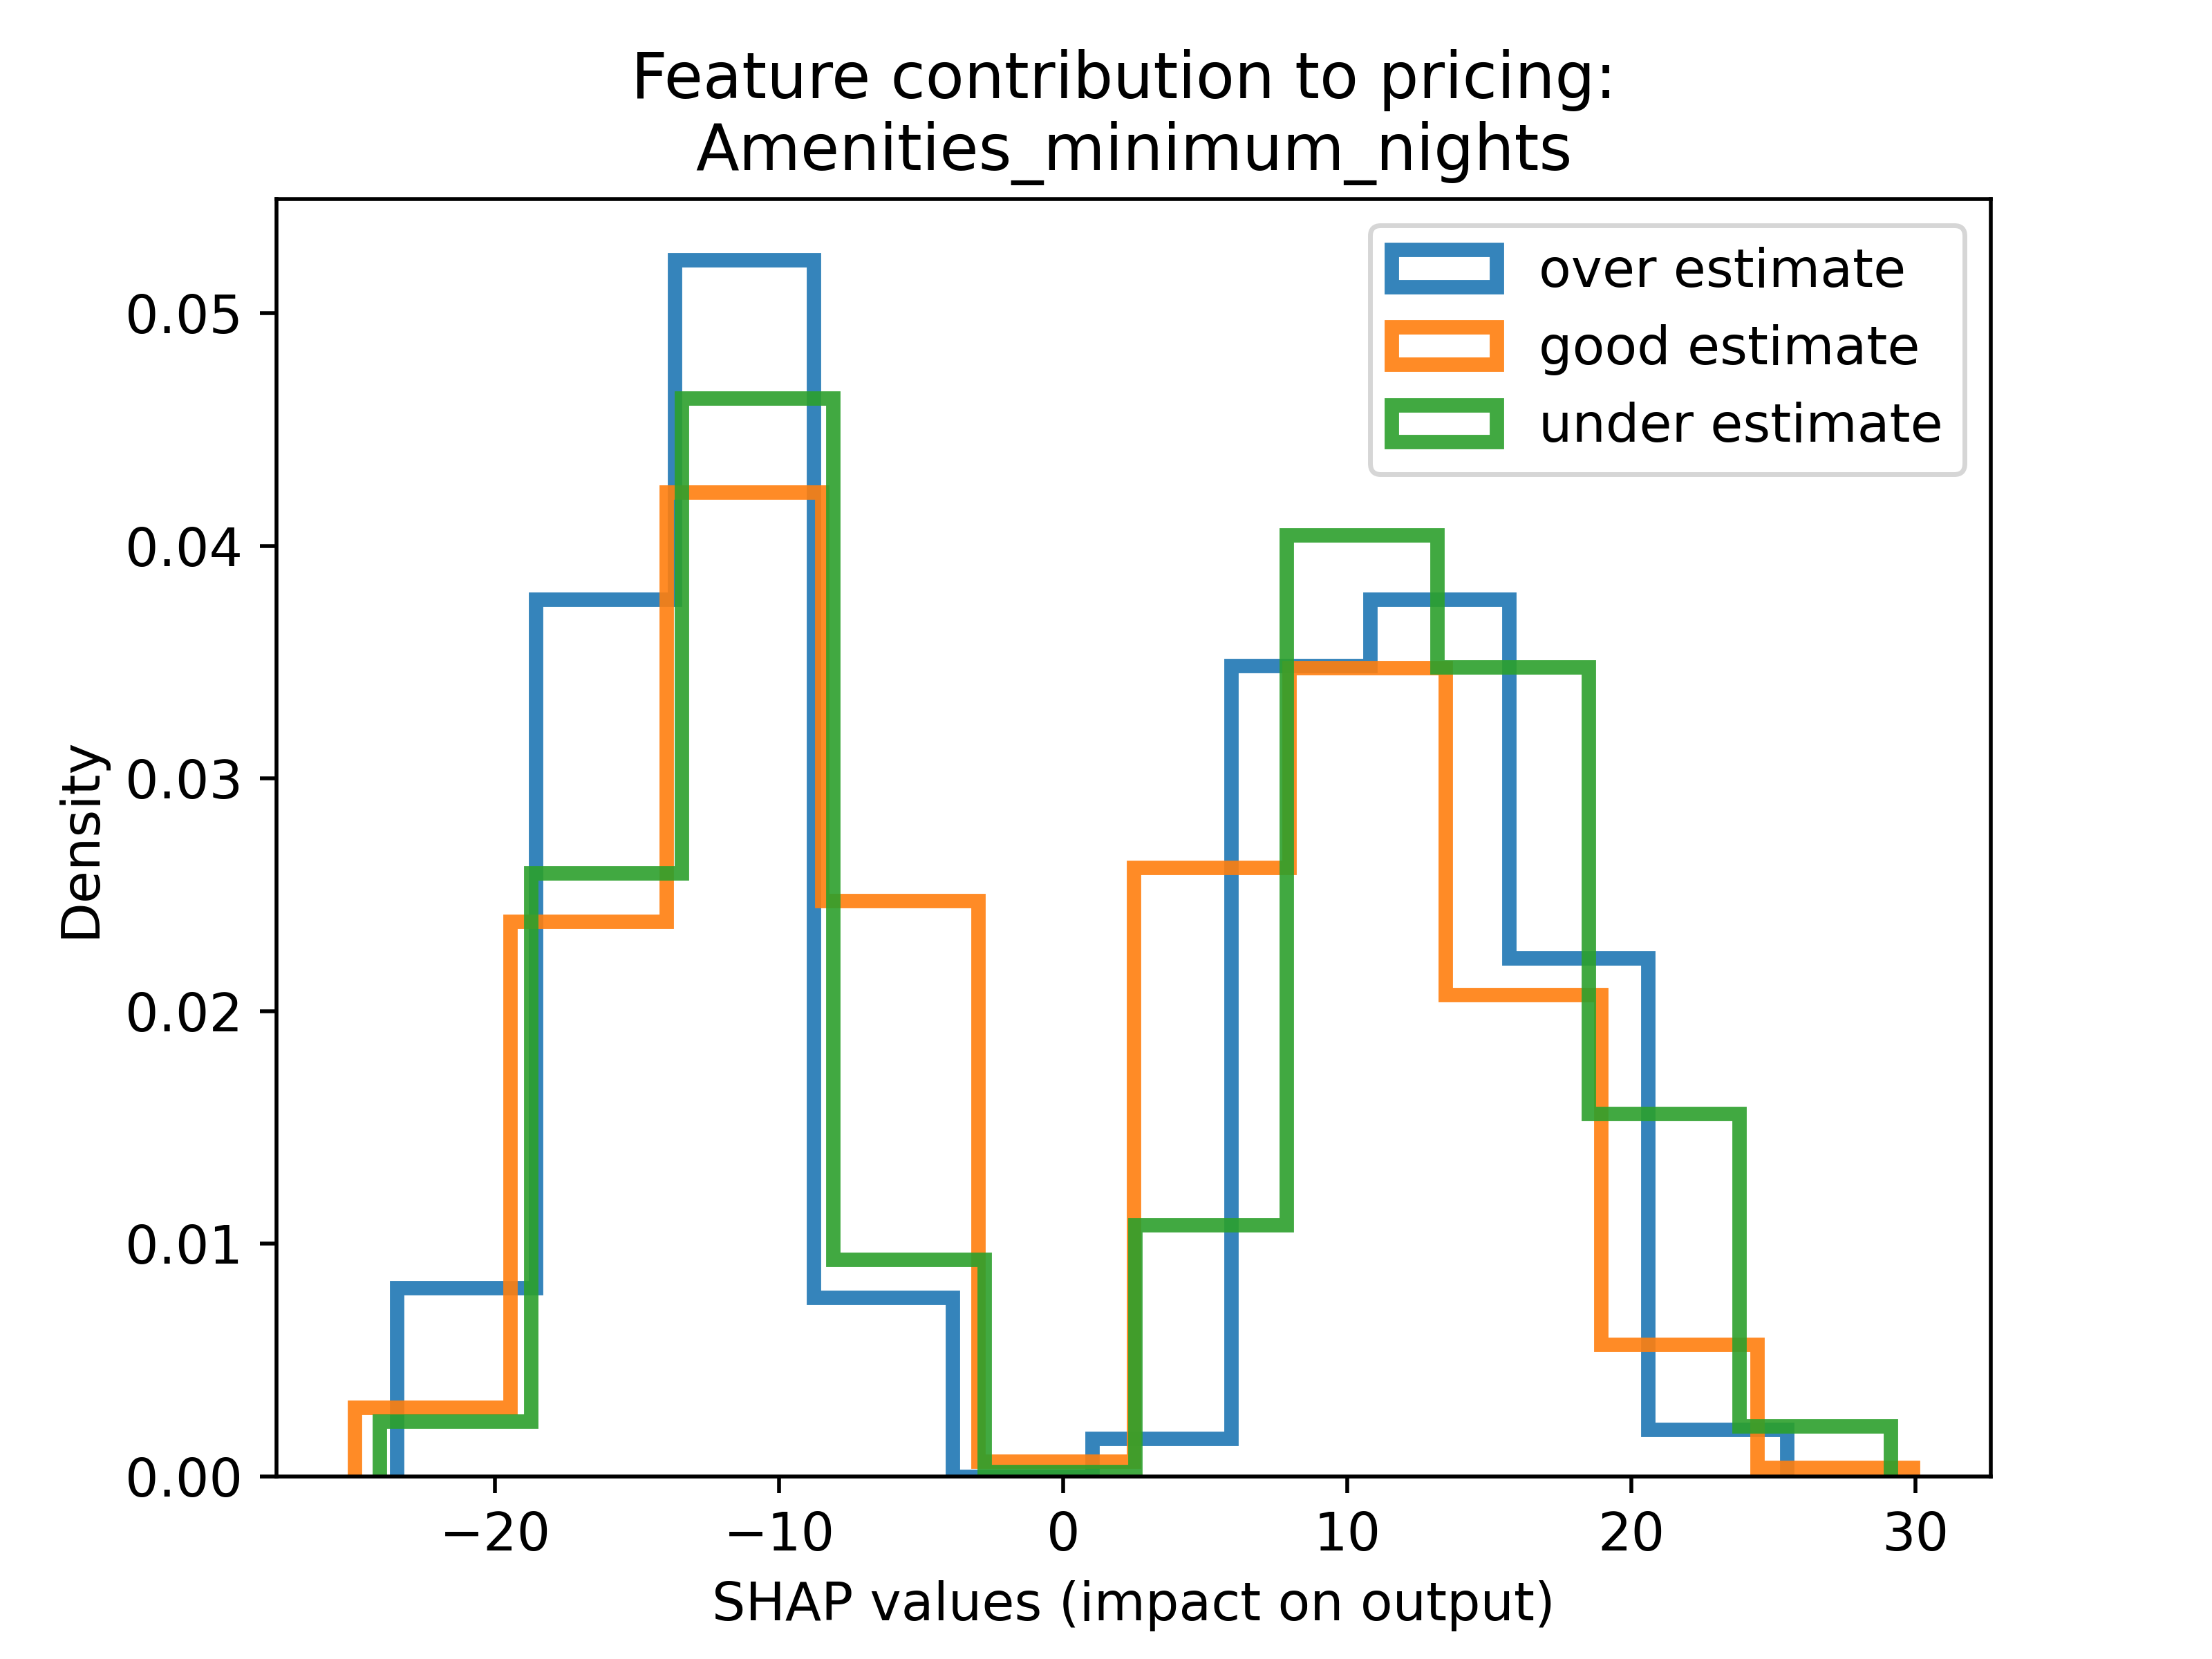 Feature contribution to pricing:
Amenities_minimum_nights
over estimate
good estimate
under estimate
0.05
0.04
0.03
0.02
0.01
0.00
Density
−20
−10
0
10
20
30
SHAP values (impact on output)